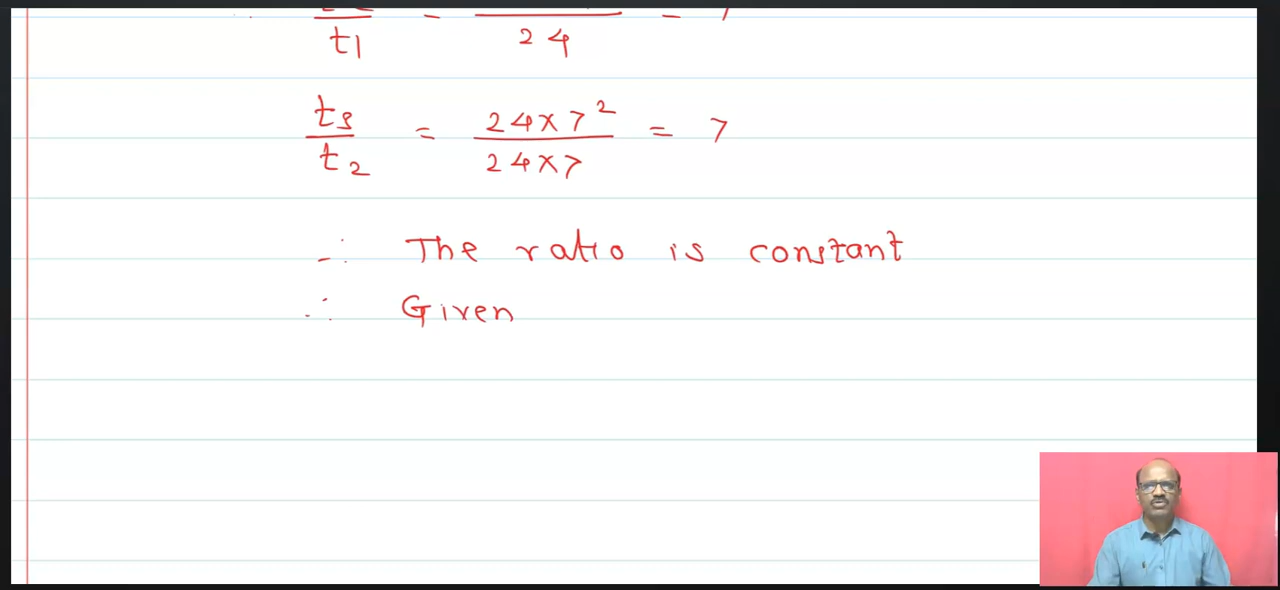 t1 = 24 =
t3/t2 = 24×7²/24×7 = 7
∴ The ratio is constant
∴ Given